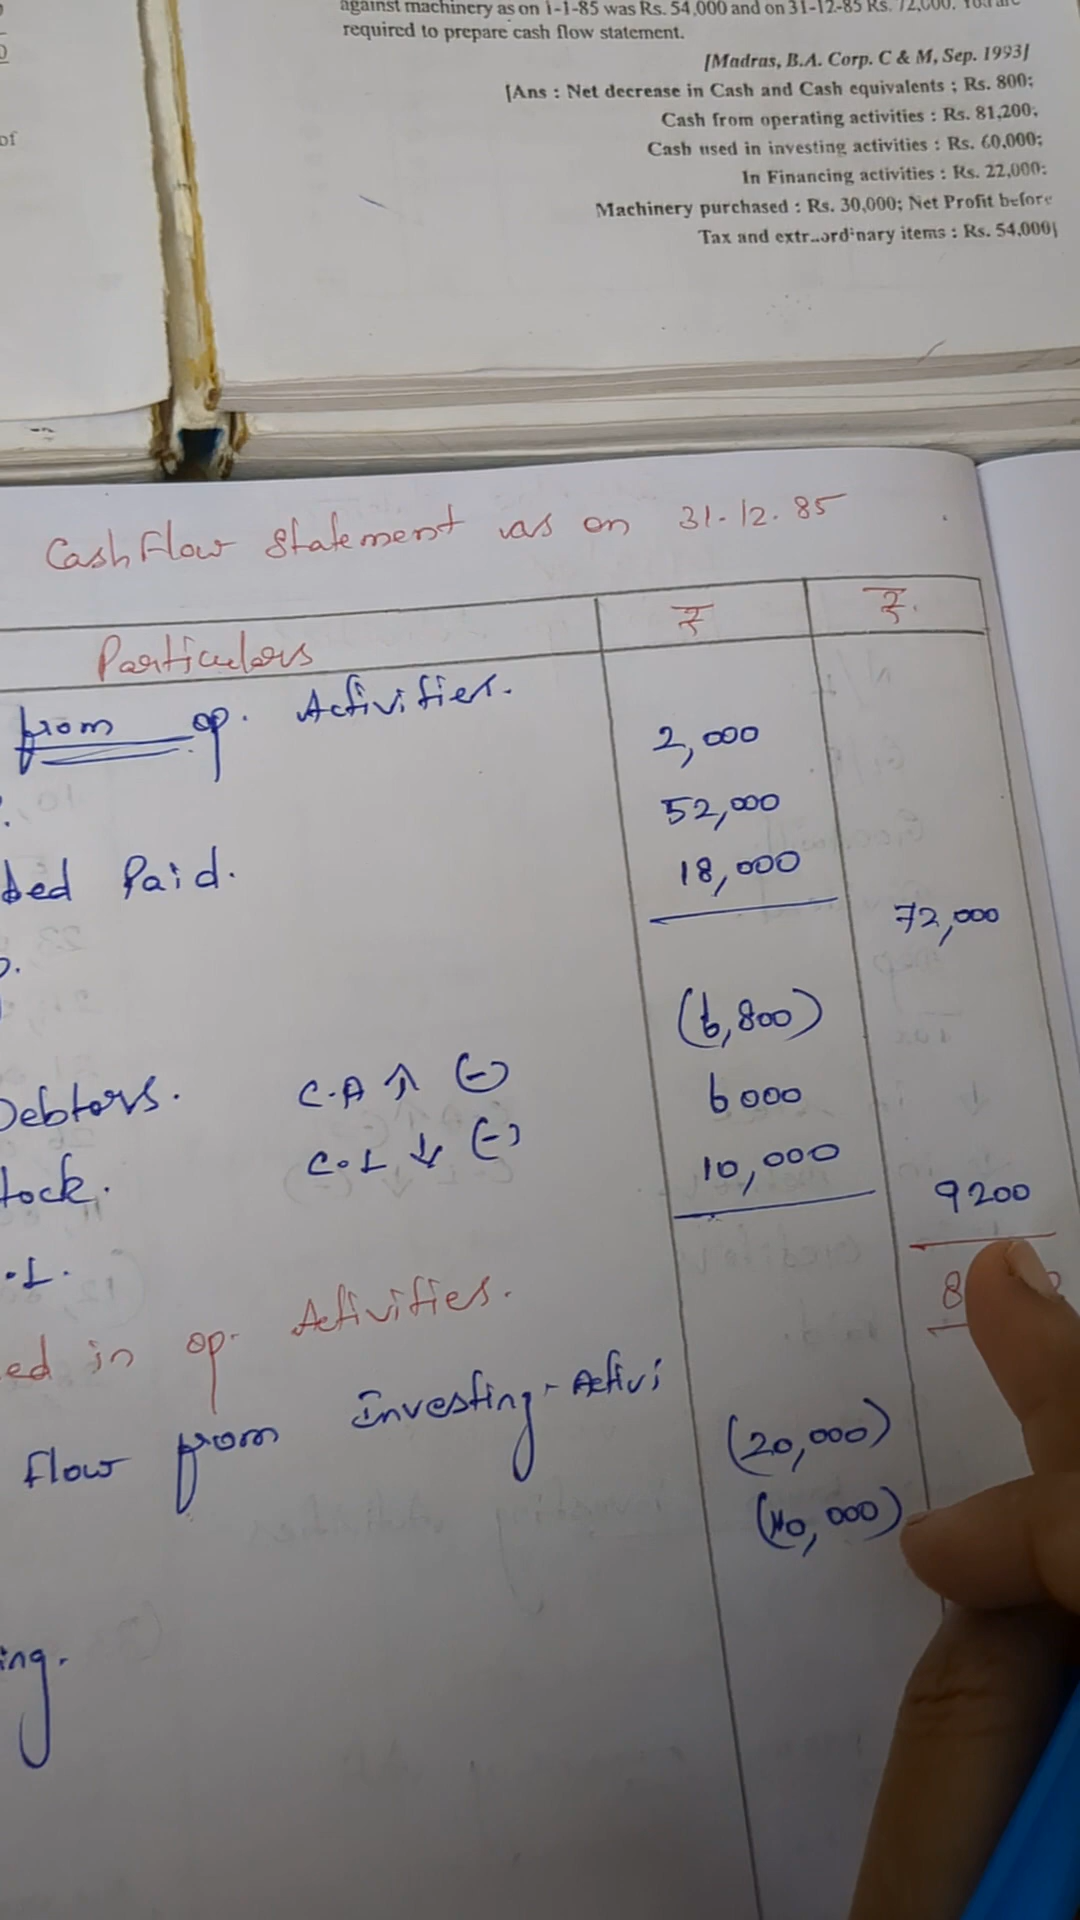 of
against machinery as on 1-1-85 was Rs. 54,000 and on 31-12-85 Rs. 72,000. You are
required to prepare cash flow statement.
[Madras, B.A. Corp. C & M, Sep. 1993]
[Ans : Net decrease in Cash and Cash equivalents ; Rs. 800;
Cash from operating activities : Rs. 81,200;
Cash used in investing activities : Rs. 60,000;
In Financing activities : Rs. 22,000;
Machinery purchased : Rs. 30,000; Net Profit before
Tax and extraordinary items : Rs. 54,000]
Cash Flow Statement as on 31.12.85
Particulars ₹ ₹.
from op. Activities.
2,000
52,000
ded Paid. 18,000
72,000
(6,800)
Debtors. C.A ↑ (-) 6000
tock. C.L ↓ (-) 10,000
9200
.L.
ed in op. Activities. 8
Flow from Investing Activi
(20,000)
(40,000)
ing.